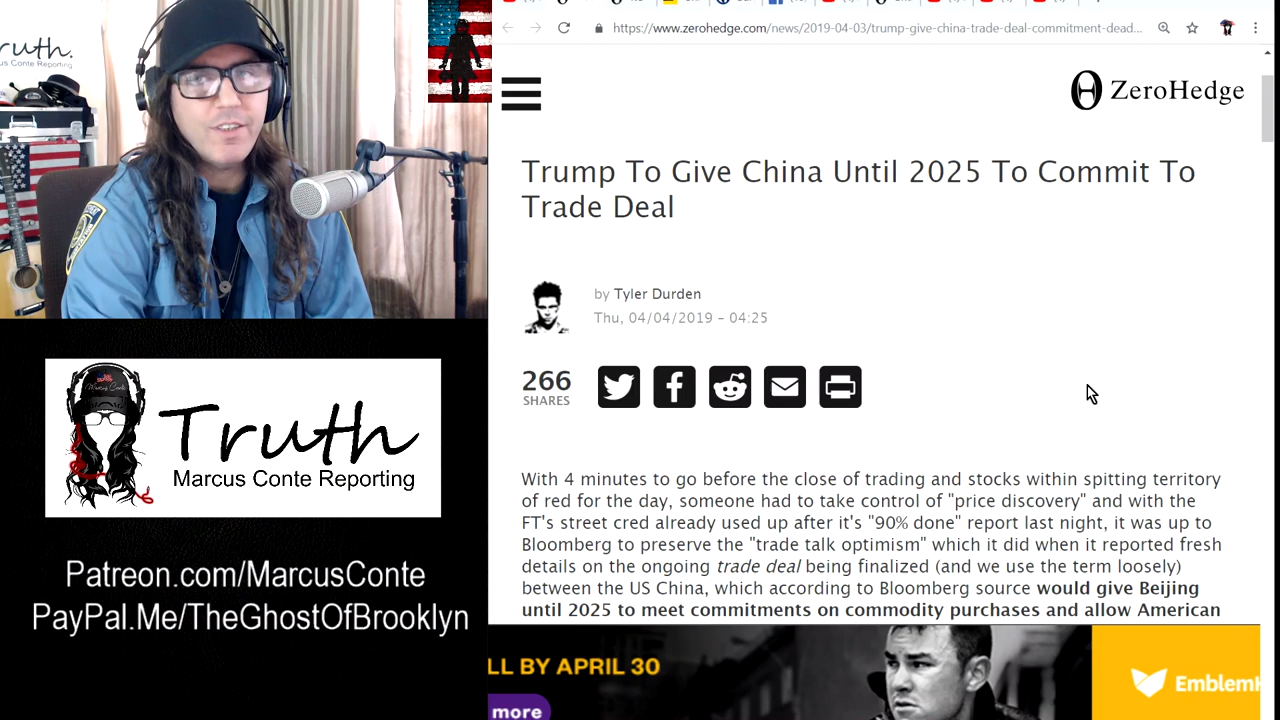 truth.
Marcus Conte Reporting
https://www.zerohedge.com/news/2019-04-03/trump-give-china-trade-deal-commitment-dead...
ZeroHedge
Trump To Give China Until 2025 To Commit To
Trade Deal
by Tyler Durden
Thu, 04/04/2019 – 04:25
266
SHARES
With 4 minutes to go before the close of trading and stocks within spitting territory
of red for the day, someone had to take control of "price discovery" and with the
FT's street cred already used up after it's "90% done" report last night, it was up to
Bloomberg to preserve the "trade talk optimism" which it did when it reported fresh
details on the ongoing trade deal being finalized (and we use the term loosely)
between the US China, which according to Bloomberg source would give Beijing
until 2025 to meet commitments on commodity purchases and allow American
LL BY APRIL 30
more
Emblem
Marcus Conte
Truth
Marcus Conte Reporting
Patreon.com/MarcusConte
PayPal.Me/TheGhostOfBrooklyn